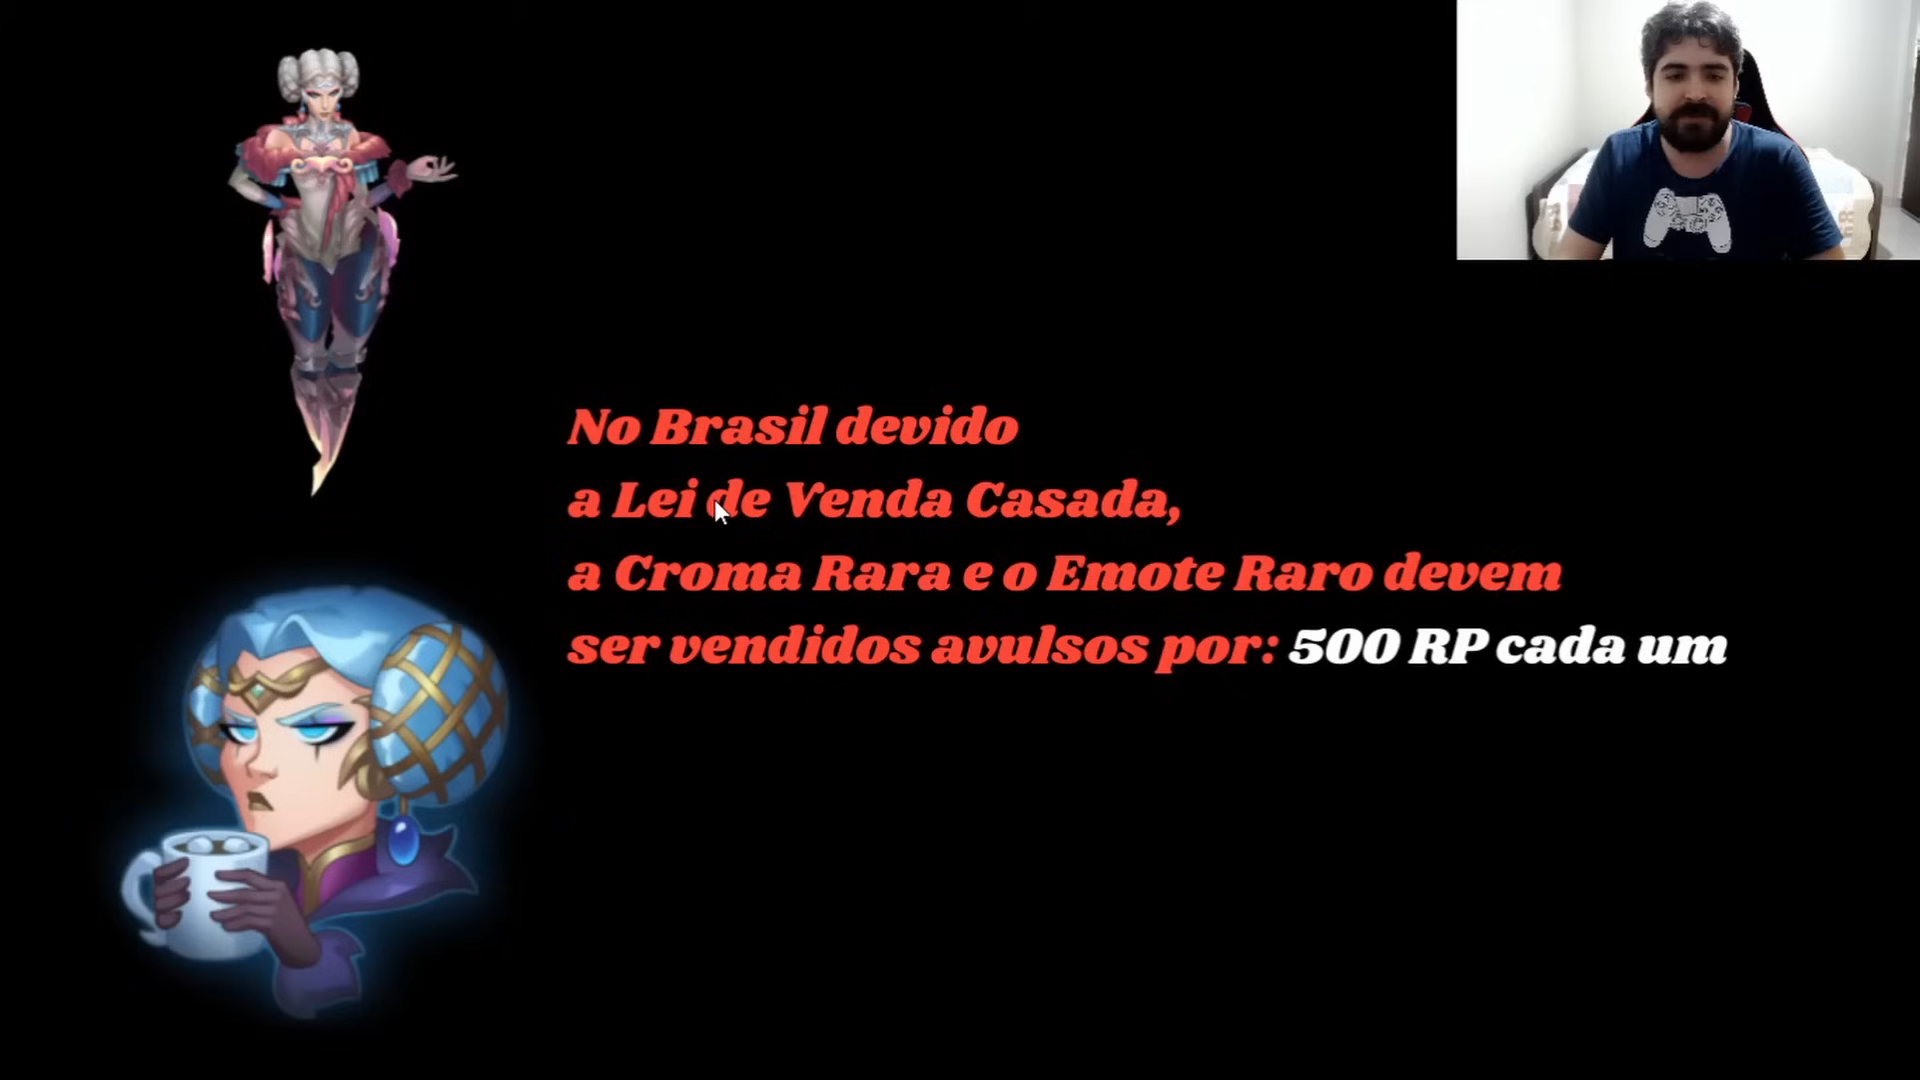 No Brasil devido
a Lei de Venda Casada,
a Croma Rara e o Emote Raro devem
ser vendidos avulsos por: 500 RP cada um